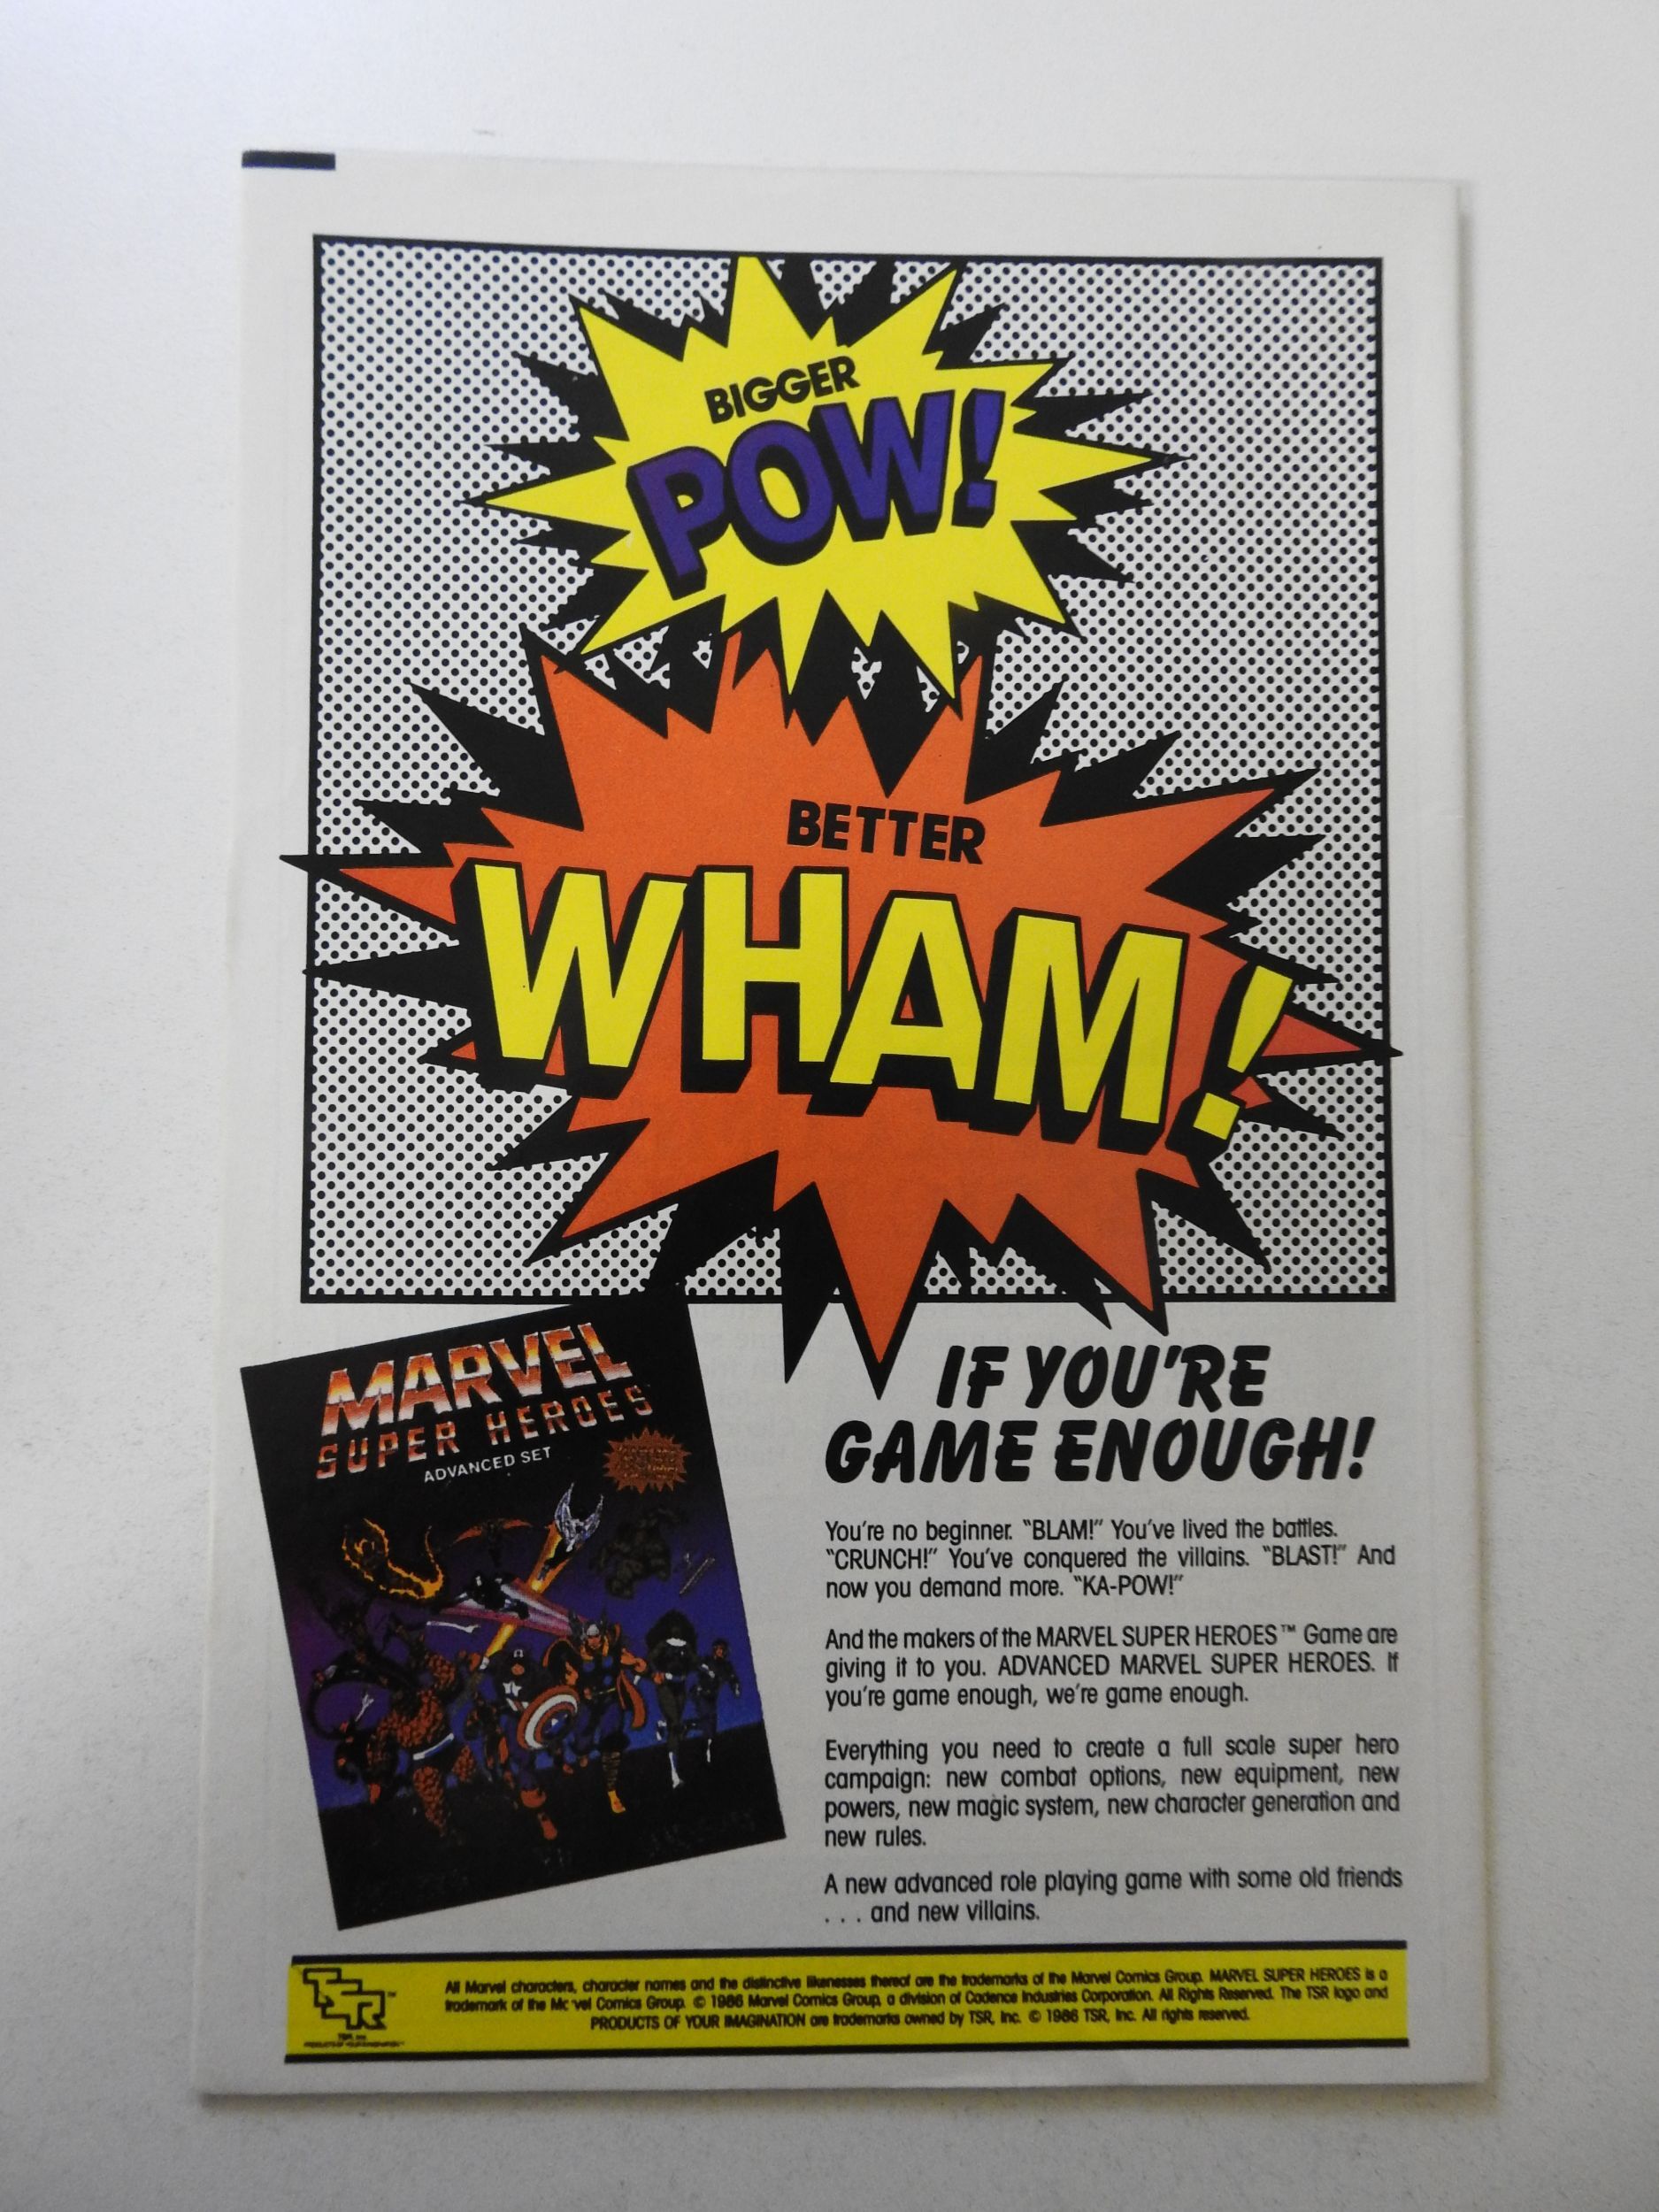 BIGGER
POW!
BETTER
WHAM!
MARVEL
SUPER HEROES
ADVANCED SET
IF YOU'RE
GAME ENOUGH!
You're no beginner. "BLAM!" You've lived the battles.
"CRUNCH!" You've conquered the villains. "BLAST!" And
now you demand more. "KA-POW!"
And the makers of the MARVEL SUPER HEROES™ Game are
giving it to you. ADVANCED MARVEL SUPER HEROES. If
you're game enough, we're game enough.
Everything you need to create a full scale super hero
campaign: new combat options, new equipment, new
powers, new magic system, new character generation and
new rules.
A new advanced role playing game with some old friends
. . . and new villains.
TSR™
TSR, Inc.
PRODUCTS OF YOUR IMAGINATION™
All Marvel characters, character names and the distinctive likenesses thereof are the trademarks of the Marvel Comics Group. MARVEL SUPER HEROES is a
trademark of the Marvel Comics Group. © 1986 Marvel Comics Group, a division of Cadence Industries Corporation. All Rights Reserved. The TSR logo and
PRODUCTS OF YOUR IMAGINATION are trademarks owned by TSR, Inc. © 1986 TSR, Inc. All rights reserved.